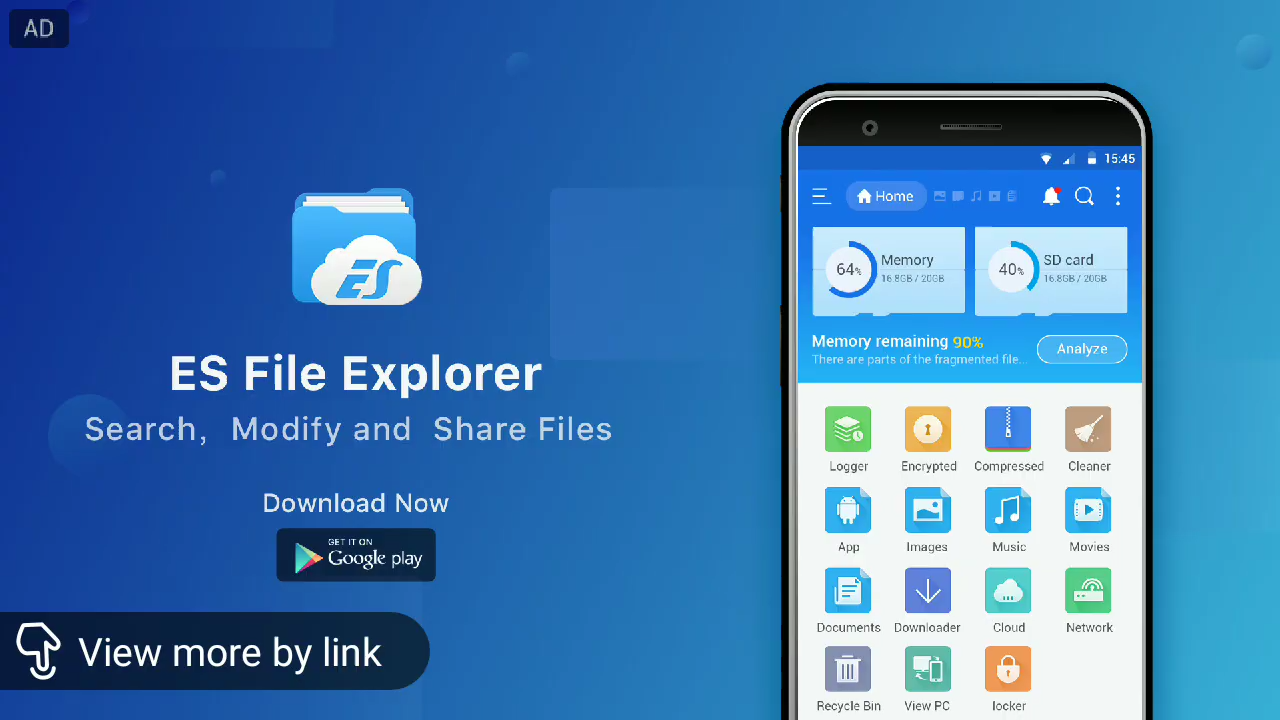 AD
ES
ES File Explorer
Search, Modify and Share Files
Download Now
GET IT ON
Google play
View more by link
15:45
Home
64%
Memory
16.8GB / 20GB
40%
SD card
16.8GB / 20GB
Memory remaining 90%
There are parts of the fragmented file...
Analyze
Logger Encrypted Compressed Cleaner
App Images Music Movies
Documents Downloader Cloud Network
Recycle Bin View PC locker